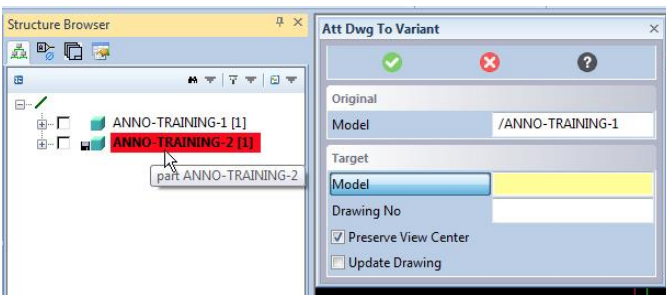 Structure Browser
ANNO-TRAINING-1 [1]
ANNO-TRAINING-2 [1]
part ANNO-TRAINING-2
Att Dwg To Variant
Original
Model /ANNO-TRAINING-1
Target
Model
Drawing No
Preserve View Center
Update Drawing